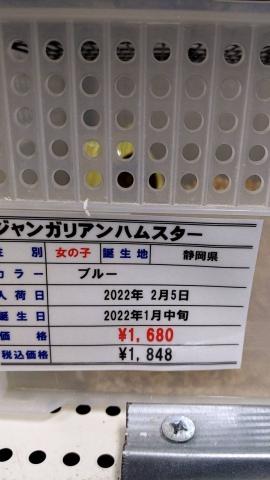 ジャンガリアンハムスター
性 別 女の子 誕生地 静岡県
カラー ブルー
入荷日 2022年 2月5日
誕生日 2022年1月中旬
価 格 ¥1,680
税込価格 ¥1,848